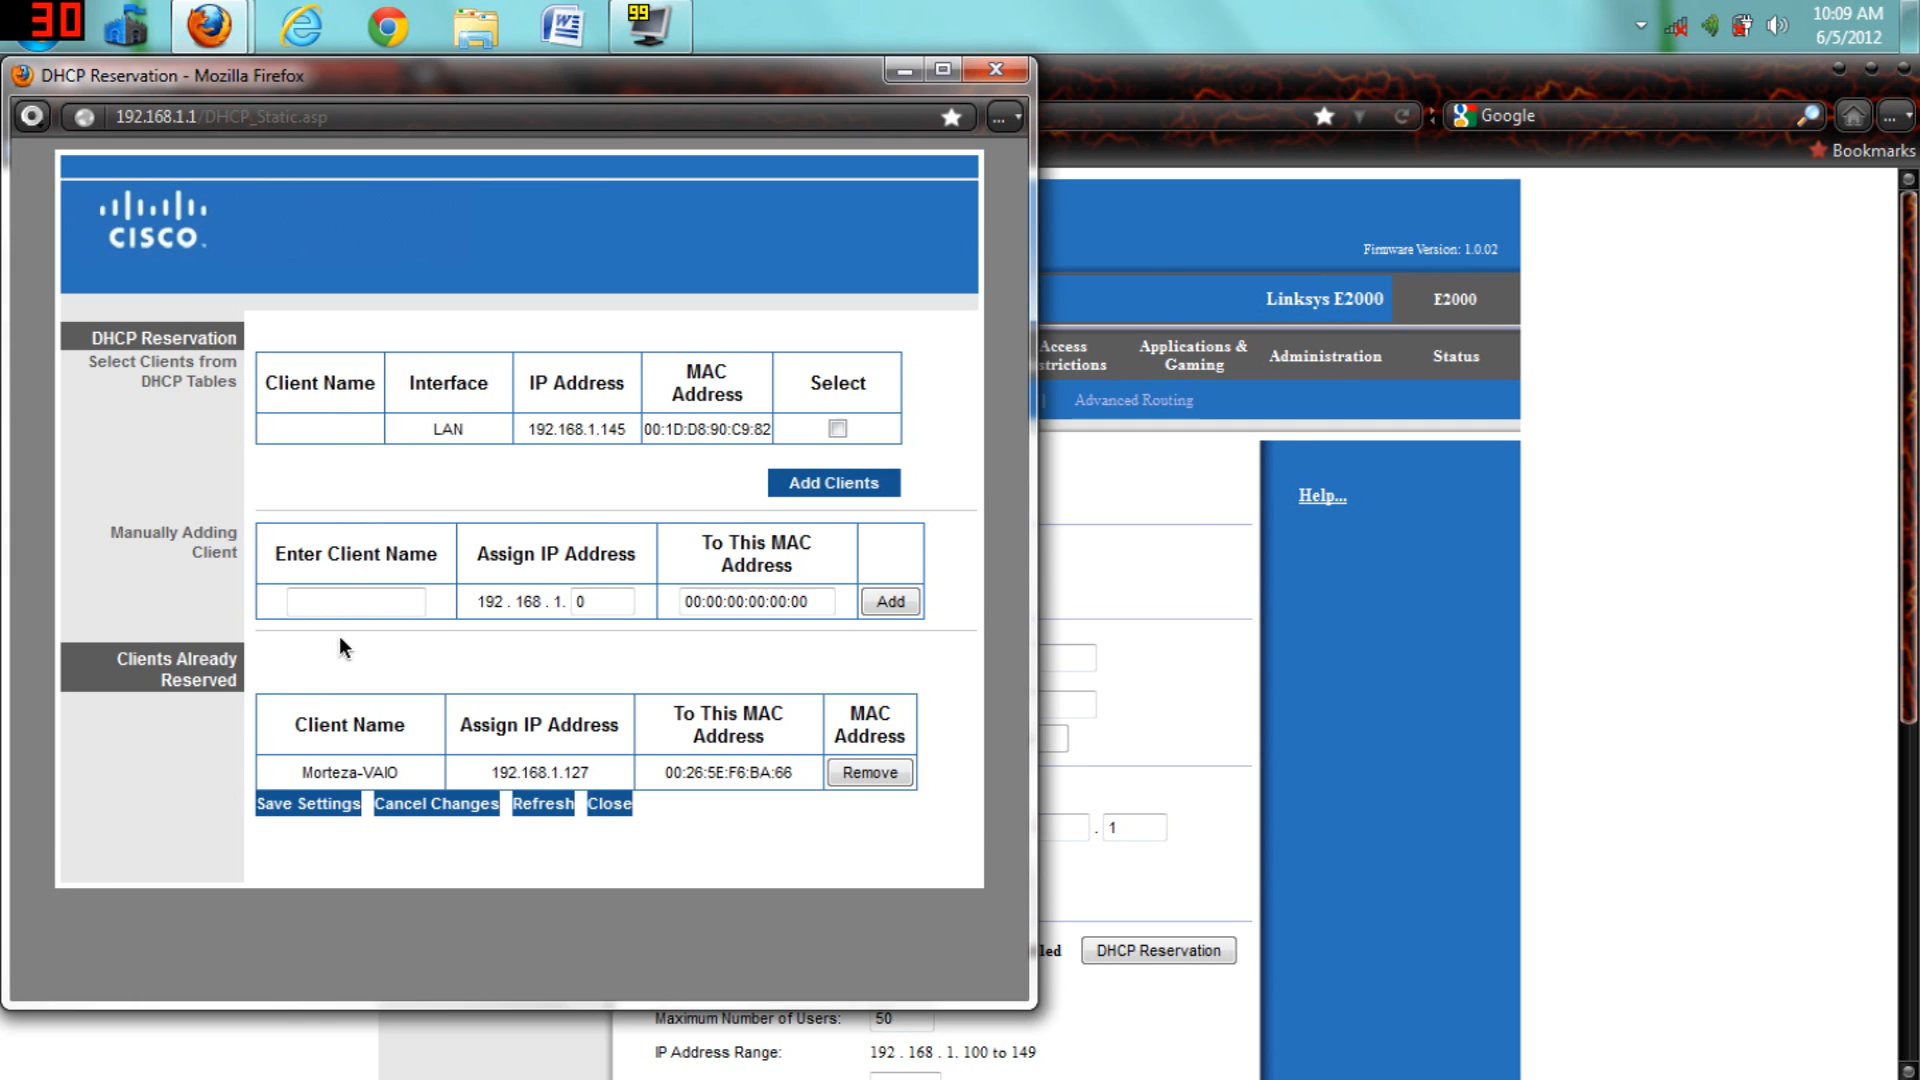 30
99
10:09 AM
6/5/2012
DHCP Reservation - Mozilla Firefox
192.168.1.1/DHCP_Static.asp
...
Google
...
Bookmarks
CISCO.
Firmware Version: 1.0.02
Linksys E2000
E2000
Access
strictions
Applications &
Gaming
Administration
Status
Advanced Routing
Help...
DHCP Reservation
Select Clients from
DHCP Tables
Client Name
Interface
IP Address
MAC
Address
Select
LAN
192.168.1.145
00:1D:D8:90:C9:82
Add Clients
Manually Adding
Client
Enter Client Name
Assign IP Address
To This MAC
Address
192 . 168 . 1. 0
00:00:00:00:00:00
Add
Clients Already
Reserved
Client Name
Assign IP Address
To This MAC
Address
MAC
Address
Morteza-VAIO
192.168.1.127
00:26:5E:F6:BA:66
Remove
Save Settings
Cancel Changes
Refresh
Close
. 1
led
DHCP Reservation
Maximum Number of Users:
50
IP Address Range:
192 . 168 . 1. 100 to 149